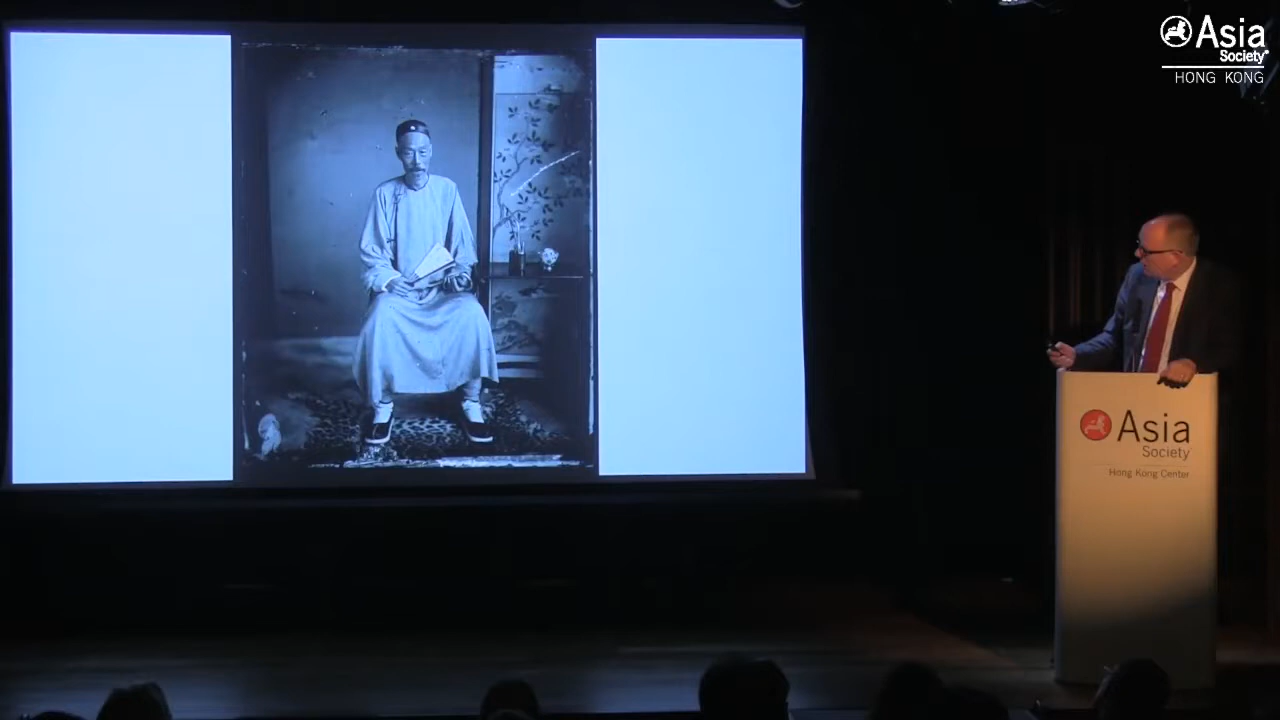 Asia
Society
HONG KONG
Asia
Society
Hong Kong Center